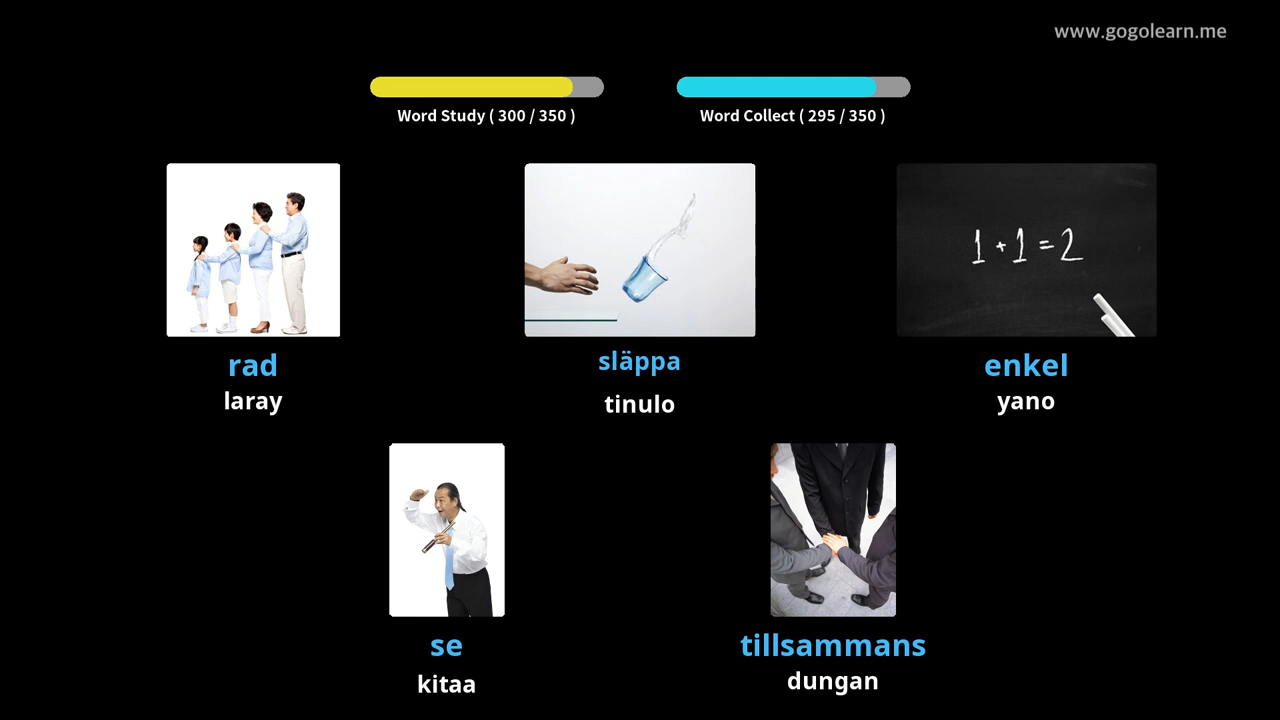 www.gogolearn.me
Word Study ( 300 / 350 )
Word Collect ( 295 / 350 )
1 + 1 = 2
rad
laray
släppa
tinulo
enkel
yano
se
kitaa
tillsammans
dungan